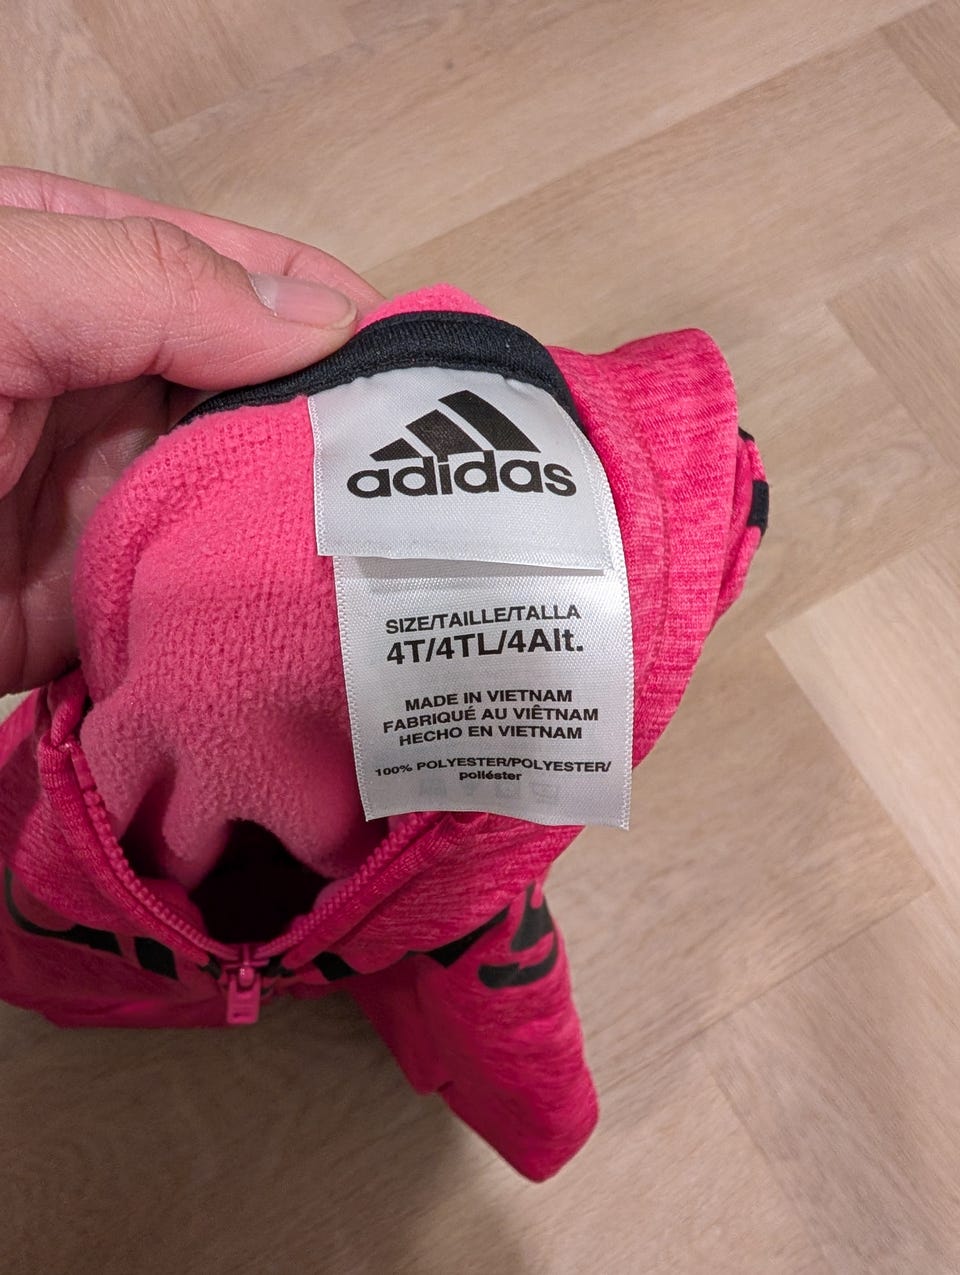 adidas
SIZE/TAILLE/TALLA
4T/4TL/4Alt.
MADE IN VIETNAM
FABRIQUÉ AU VIÊTNAM
HECHO EN VIETNAM
100% POLYESTER/POLYESTER/
poliéster